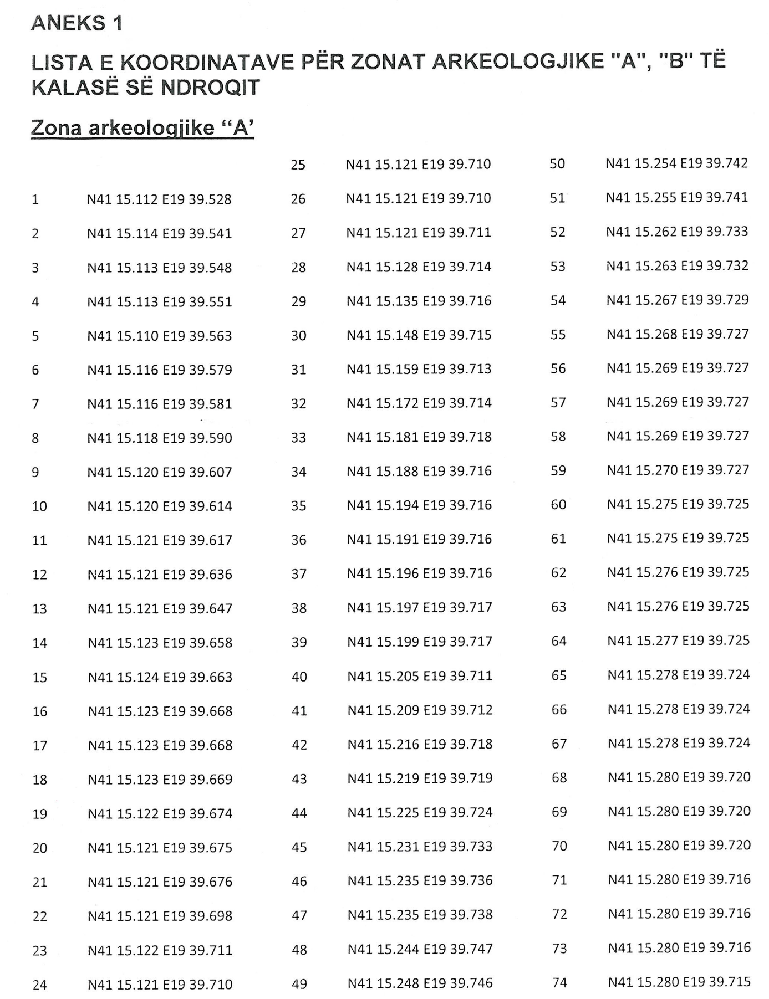 ANEKS 1
LISTA E KOORDINATAVE PËR ZONAT ARKEOLOGJIKE "A", "B" TË
KALASË SË NDROQIT
Zona arkeologjike “A’
1 N41 15.112 E19 39.528
2 N41 15.114 E19 39.541
3 N41 15.113 E19 39.548
4 N41 15.113 E19 39.551
5 N41 15.110 E19 39.563
6 N41 15.116 E19 39.579
7 N41 15.116 E19 39.581
8 N41 15.118 E19 39.590
9 N41 15.120 E19 39.607
10 N41 15.120 E19 39.614
11 N41 15.121 E19 39.617
12 N41 15.121 E19 39.636
13 N41 15.121 E19 39.647
14 N41 15.123 E19 39.658
15 N41 15.124 E19 39.663
16 N41 15.123 E19 39.668
17 N41 15.123 E19 39.668
18 N41 15.123 E19 39.669
19 N41 15.122 E19 39.674
20 N41 15.121 E19 39.675
21 N41 15.121 E19 39.676
22 N41 15.121 E19 39.698
23 N41 15.122 E19 39.711
24 N41 15.121 E19 39.710
25 N41 15.121 E19 39.710
26 N41 15.121 E19 39.710
27 N41 15.121 E19 39.711
28 N41 15.128 E19 39.714
29 N41 15.135 E19 39.716
30 N41 15.148 E19 39.715
31 N41 15.159 E19 39.713
32 N41 15.172 E19 39.714
33 N41 15.181 E19 39.718
34 N41 15.188 E19 39.716
35 N41 15.194 E19 39.716
36 N41 15.191 E19 39.716
37 N41 15.196 E19 39.716
38 N41 15.197 E19 39.717
39 N41 15.199 E19 39.717
40 N41 15.205 E19 39.711
41 N41 15.209 E19 39.712
42 N41 15.216 E19 39.718
43 N41 15.219 E19 39.719
44 N41 15.225 E19 39.724
45 N41 15.231 E19 39.733
46 N41 15.235 E19 39.736
47 N41 15.235 E19 39.738
48 N41 15.244 E19 39.747
49 N41 15.248 E19 39.746
50 N41 15.254 E19 39.742
51 N41 15.255 E19 39.741
52 N41 15.262 E19 39.733
53 N41 15.263 E19 39.732
54 N41 15.267 E19 39.729
55 N41 15.268 E19 39.727
56 N41 15.269 E19 39.727
57 N41 15.269 E19 39.727
58 N41 15.269 E19 39.727
59 N41 15.270 E19 39.727
60 N41 15.275 E19 39.725
61 N41 15.275 E19 39.725
62 N41 15.276 E19 39.725
63 N41 15.276 E19 39.725
64 N41 15.277 E19 39.725
65 N41 15.278 E19 39.724
66 N41 15.278 E19 39.724
67 N41 15.278 E19 39.724
68 N41 15.280 E19 39.720
69 N41 15.280 E19 39.720
70 N41 15.280 E19 39.720
71 N41 15.280 E19 39.716
72 N41 15.280 E19 39.716
73 N41 15.280 E19 39.716
74 N41 15.280 E19 39.715